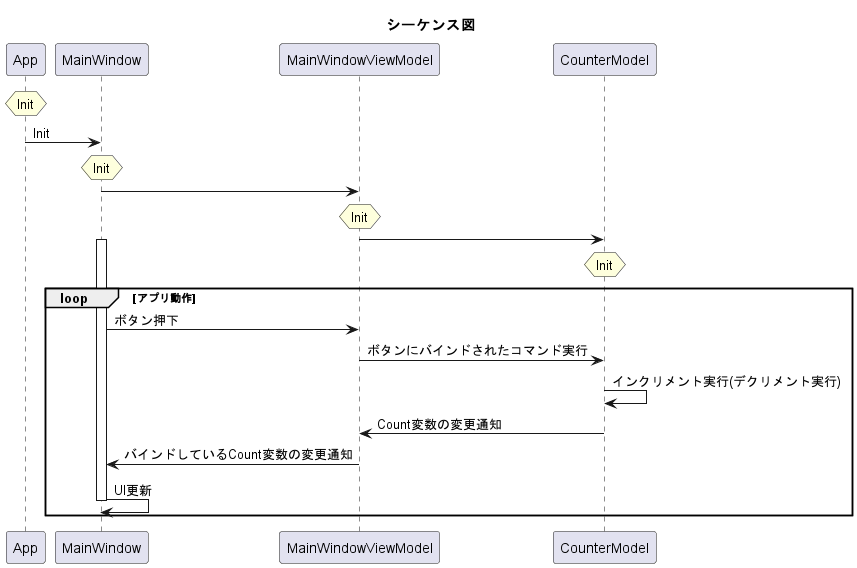 シーケンス図
App
MainWindow
MainWindowViewModel
CounterModel
Init
Init
Init
Init
Init
loop
[アプリ動作]
ボタン押下
ボタンにバインドされたコマンド実行
インクリメント実行(デクリメント実行)
Count変数の変更通知
バインドしているCount変数の変更通知
UI更新
App
MainWindow
MainWindowViewModel
CounterModel